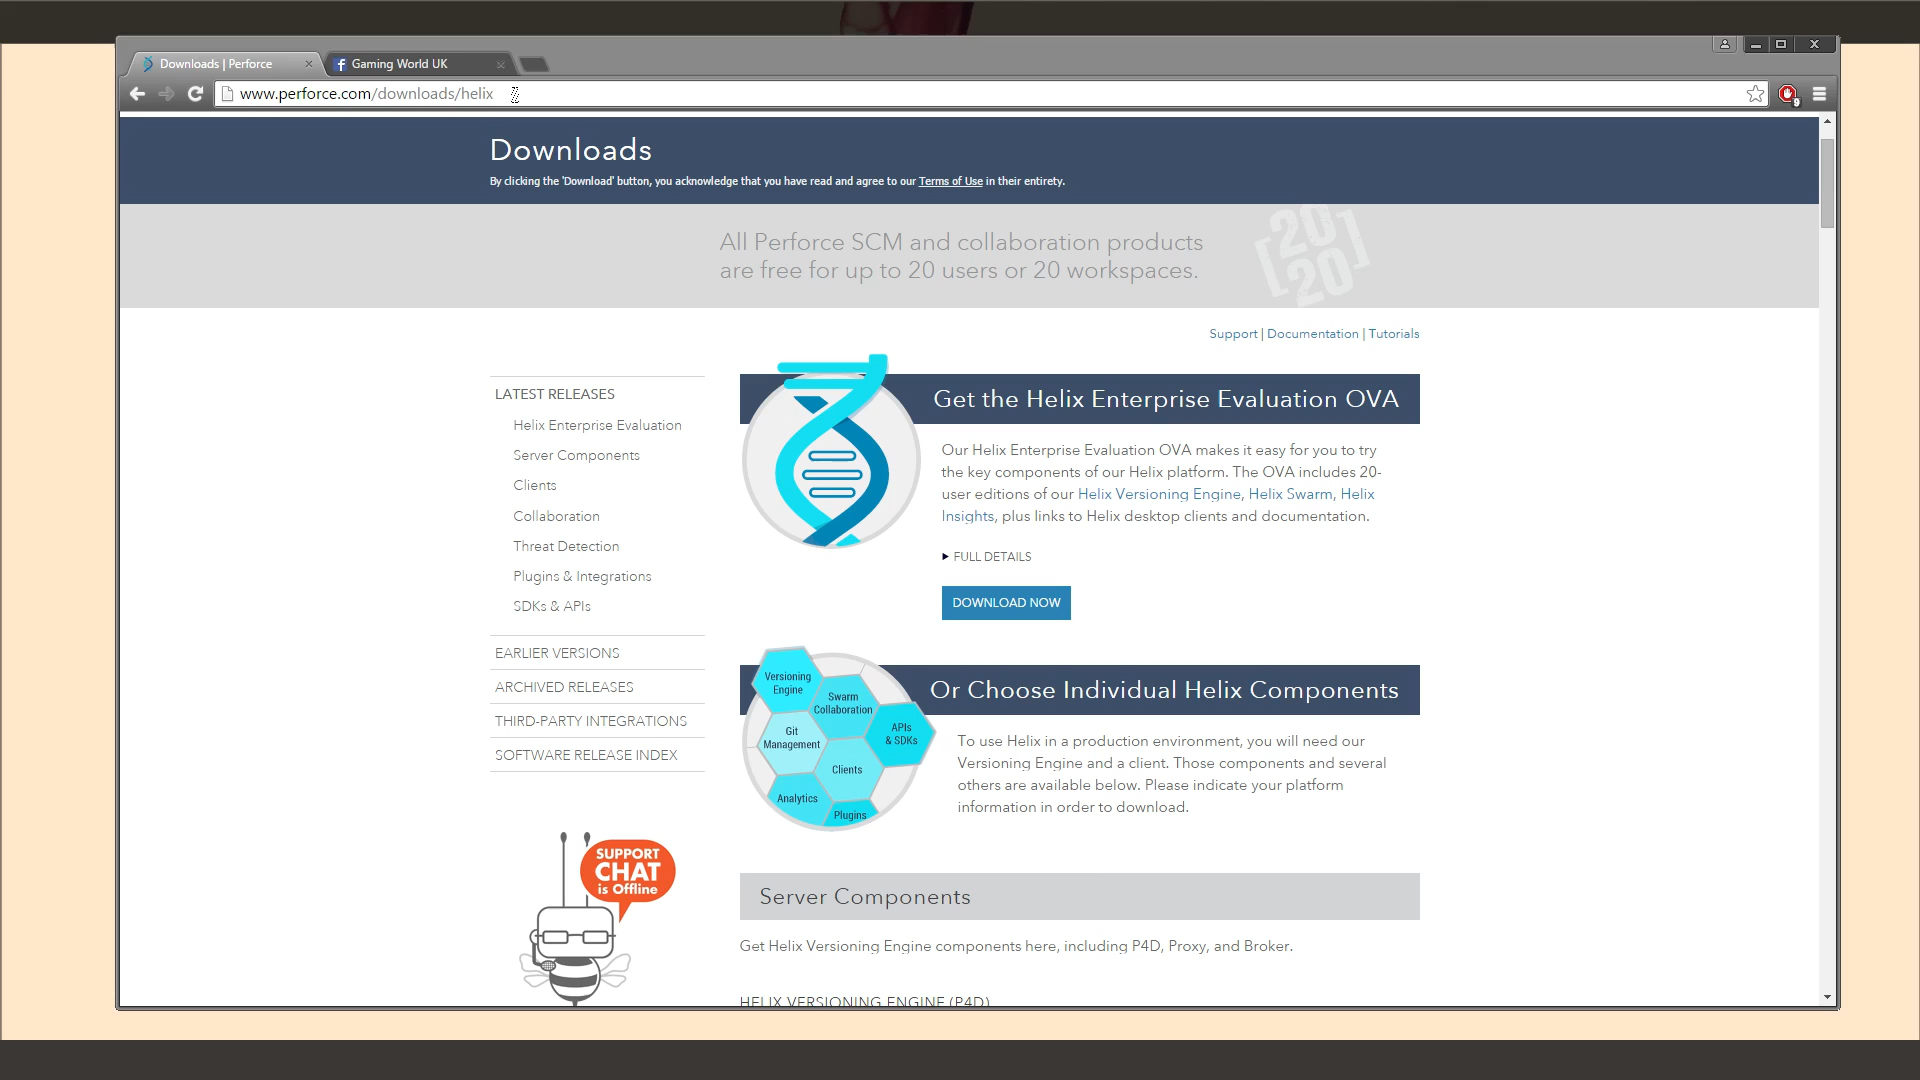 Downloads | Perforce
Gaming World UK
www.perforce.com/downloads/helix
9
Downloads
By clicking the 'Download' button, you acknowledge that you have read and agree to our Terms of Use in their entirety.
All Perforce SCM and collaboration products
are free for up to 20 users or 20 workspaces.
[20
20]
Support | Documentation | Tutorials
LATEST RELEASES
Helix Enterprise Evaluation
Server Components
Clients
Collaboration
Threat Detection
Plugins & Integrations
SDKs & APIs
EARLIER VERSIONS
ARCHIVED RELEASES
THIRD-PARTY INTEGRATIONS
SOFTWARE RELEASE INDEX
SUPPORT
CHAT
is Offline
Get the Helix Enterprise Evaluation OVA
Our Helix Enterprise Evaluation OVA makes it easy for you to try
the key components of our Helix platform. The OVA includes 20-
user editions of our Helix Versioning Engine, Helix Swarm, Helix
Insights, plus links to Helix desktop clients and documentation.
FULL DETAILS
DOWNLOAD NOW
Versioning
Engine
Swarm
Collaboration
Git
Management
APIs
& SDKs
Clients
Analytics
Plugins
Or Choose Individual Helix Components
To use Helix in a production environment, you will need our
Versioning Engine and a client. Those components and several
others are available below. Please indicate your platform
information in order to download.
Server Components
Get Helix Versioning Engine components here, including P4D, Proxy, and Broker.
HELIX VERSIONING ENGINE (P4D)